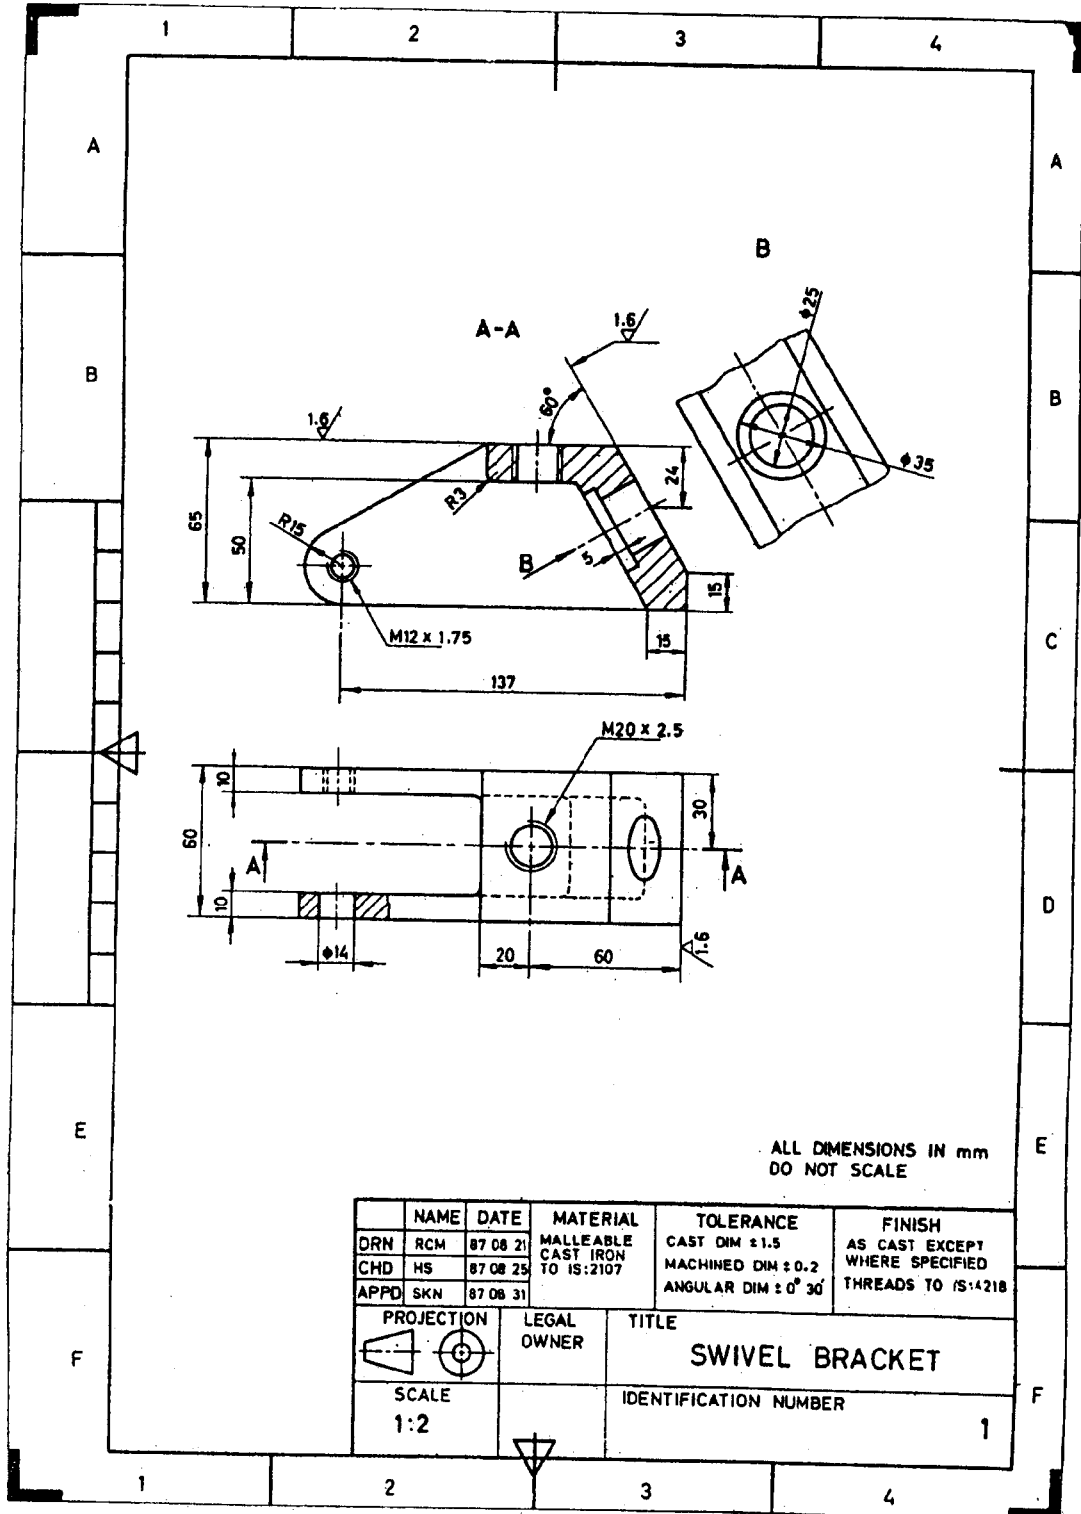 1 2 3 4
A A
B
A-A
φ25
1.6
B B
60°
1.6
φ35
24
R3
65
R15
50
B
5
15
M12 x 1.75
15
C
137
M20 x 2.5
10
30
60
A A
10
D
φ14
20 60
1.6
E E
ALL DIMENSIONS IN mm
DO NOT SCALE
NAME DATE MATERIAL TOLERANCE FINISH
DRN RCM 87 08 21 MALLEABLE CAST DIM ±1.5 AS CAST EXCEPT
CAST IRON WHERE SPECIFIED
CHD HS 87 08 25 TO IS:2107 MACHINED DIM ±0.2
APPD SKN 87 08 31 ANGULAR DIM ±0° 30' THREADS TO IS:4218
PROJECTION LEGAL TITLE
OWNER
F SWIVEL BRACKET
SCALE IDENTIFICATION NUMBER F
1:2 1
1 2 3 4